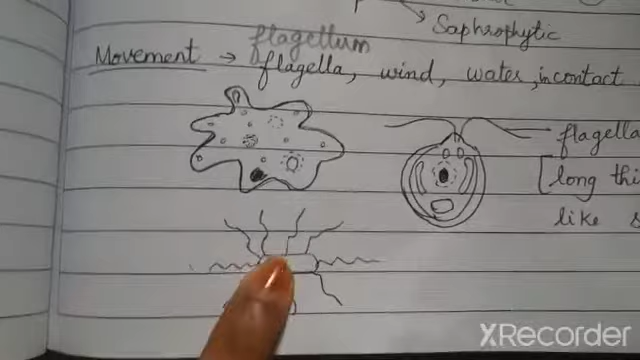 Saphrophytic
flagellum
Movement → flagella, wind, water, in contact
flagella
long thi
like s
XRecorder